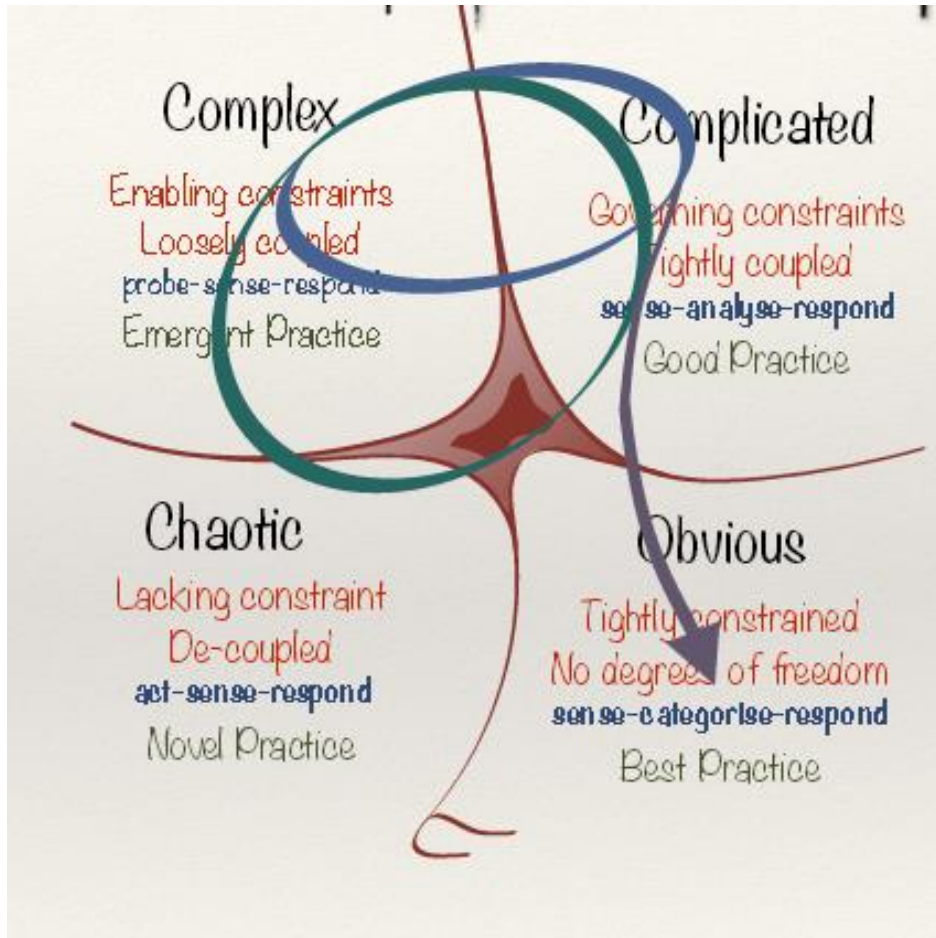 Complex
Enabling constraints
Loosely coupled
probe-sense-respond
Emergent Practice
Complicated
Governing constraints
Tightly coupled
sense-analyse-respond
Good Practice
Chaotic
Lacking constraint
De-coupled
act-sense-respond
Novel Practice
Obvious
Tightly constrained
No degrees of freedom
sense-categorise-respond
Best Practice